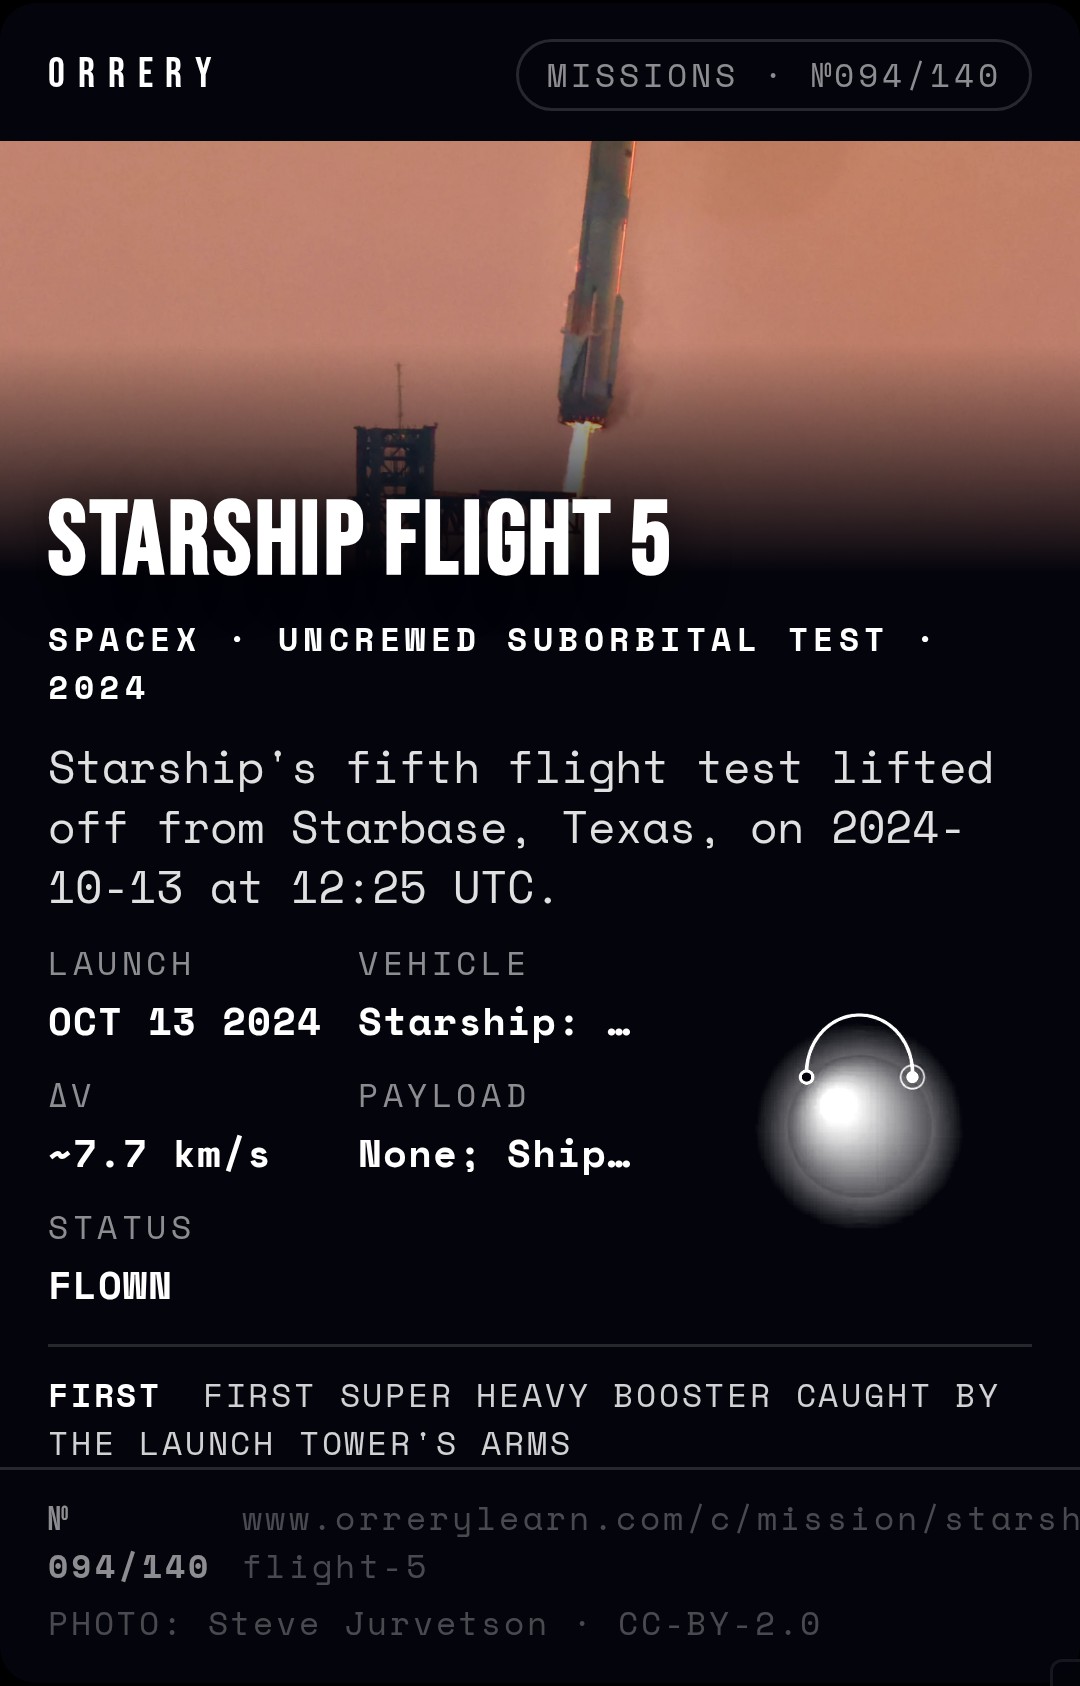 ORRERY
MISSIONS · №094/140
STARSHIP FLIGHT 5
SPACEX · UNCREWED SUBORBITAL TEST ·
2024
Starship's fifth flight test lifted
off from Starbase, Texas, on 2024-
10-13 at 12:25 UTC.
LAUNCH VEHICLE
OCT 13 2024 Starship: …
ΔV PAYLOAD
~7.7 km/s None; Ship…
STATUS
FLOWN
FIRST FIRST SUPER HEAVY BOOSTER CAUGHT BY
THE LAUNCH TOWER'S ARMS
№ www.orrerylearn.com/c/mission/starsh
094/140 flight-5
PHOTO: Steve Jurvetson · CC-BY-2.0